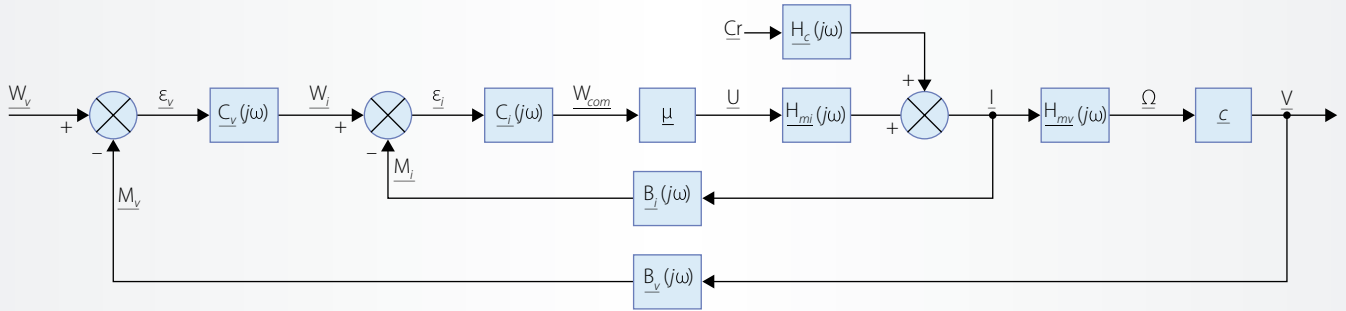 Cr
H_c(jω)
W_v
ε_v
C_v(jω)
W_i
ε_i
C_i(jω)
W_com
μ
U
H_mi(jω)
I
H_mv(jω)
Ω
c
V
+
-
+
-
+
+
M_i
B_i(jω)
M_v
B_v(jω)